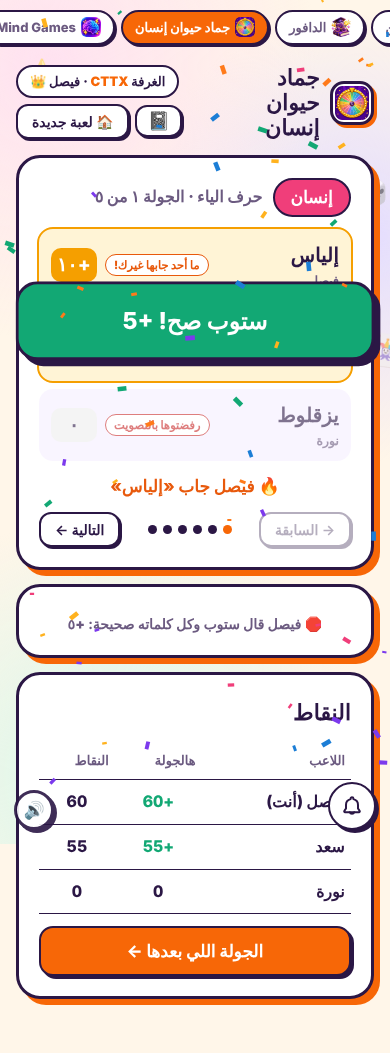 الدافور
جماد حيوان إنسان
Mind Games
جماد
حيوان
إنسان
الغرفة CTTX · فيصل 👑
📓
🏠 لعبة جديدة
إنسان
حرف الياء · الجولة ١ من ٥
إلياس
ما أحد جابها غيرك!
+١٠
ستوب صح! +5
يزقلوط
نورة
رفضتوها بالتصويت
٠
🔥 فيصل جاب «إلياس»
→ السابقة
التالية ←
🛑 فيصل قال ستوب وكل كلماته صحيحة: +٥
النقاط
اللاعب
هالجولة
النقاط
(أنت)
+60
60
سعد
+55
55
نورة
0
0
الجولة اللي بعدها ←